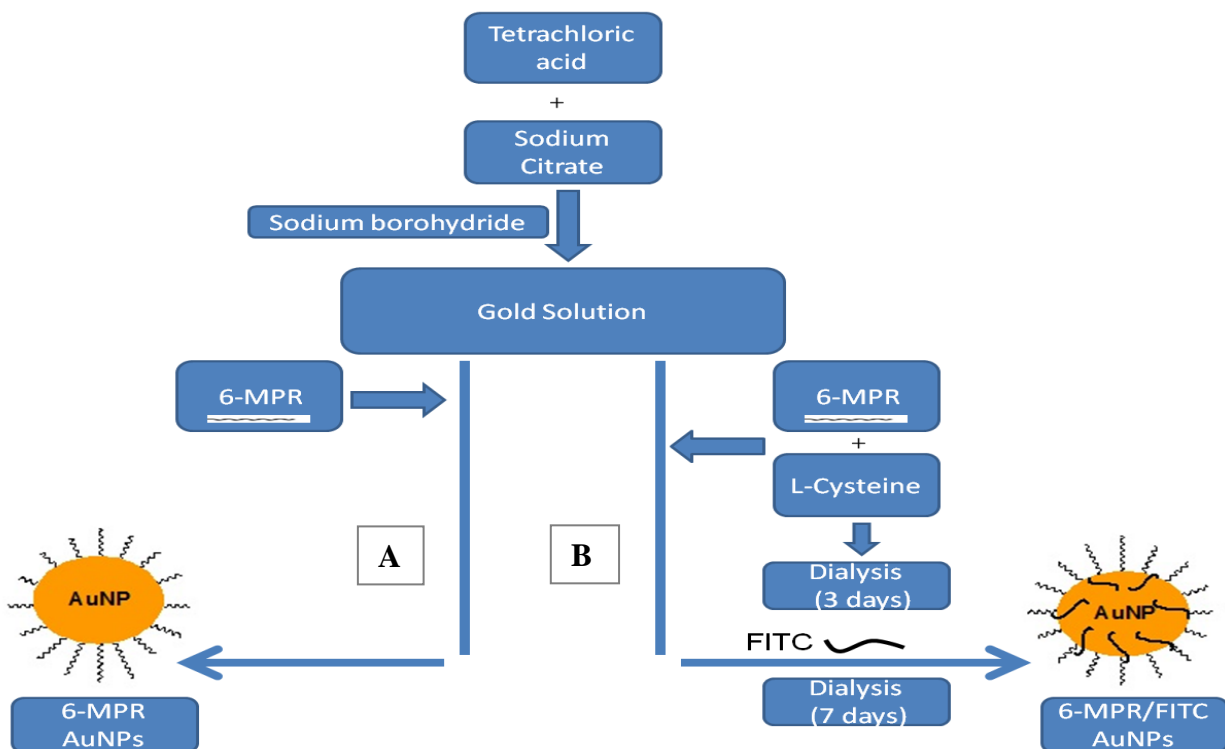 Tetrachloric
acid
+
Sodium
Citrate
Sodium borohydride
Gold Solution
6-MPR
6-MPR
+
L-Cysteine
A
B
Dialysis
(3 days)
AuNP
AuNP
FITC
Dialysis
(7 days)
6-MPR
AuNPs
6-MPR/FITC
AuNPs